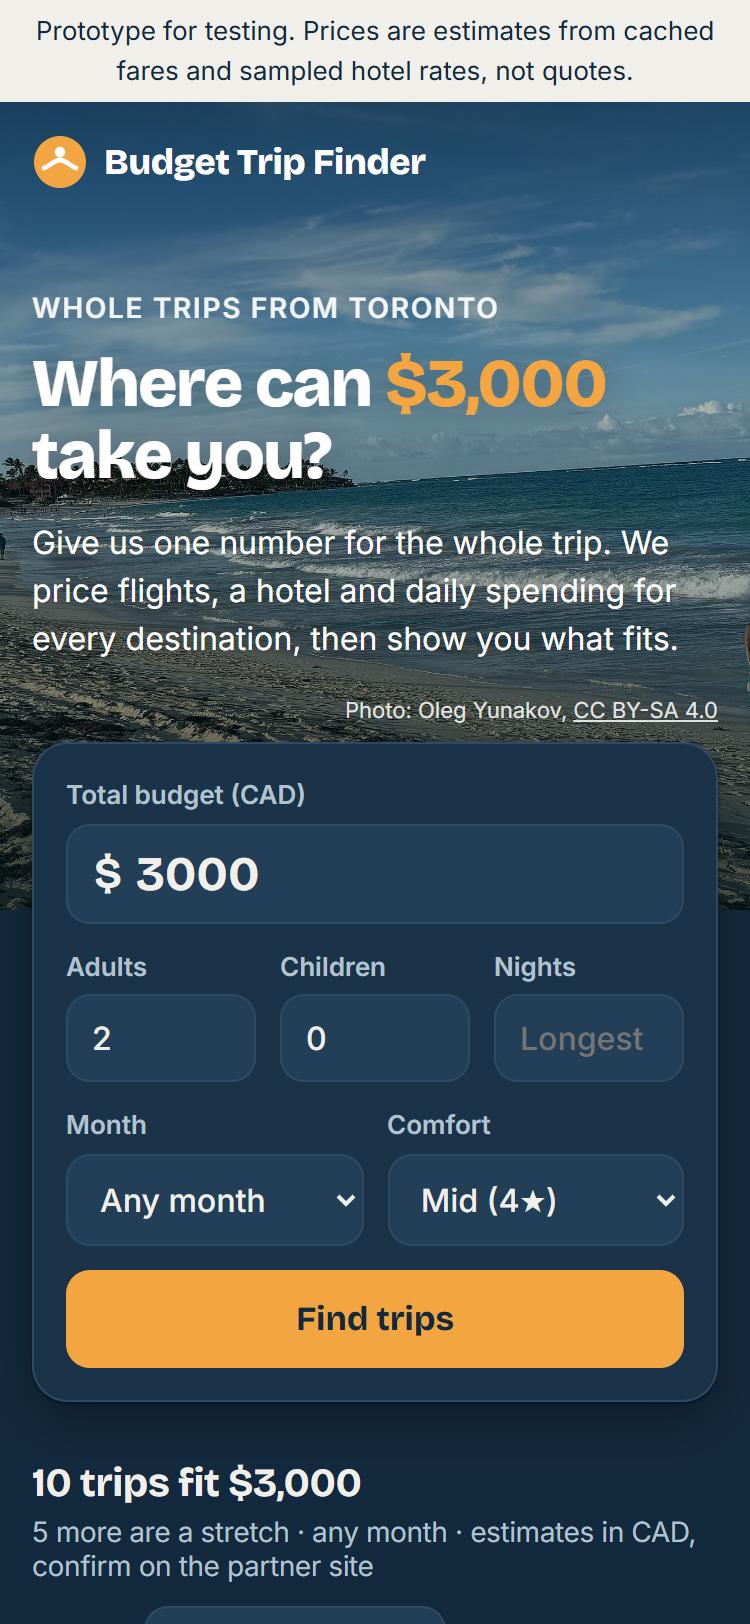 Prototype for testing. Prices are estimates from cached
fares and sampled hotel rates, not quotes.
Budget Trip Finder
WHOLE TRIPS FROM TORONTO
Where can $3,000
take you?
Give us one number for the whole trip. We
price flights, a hotel and daily spending for
every destination, then show you what fits.
Photo: Oleg Yunakov, CC BY-SA 4.0
Total budget (CAD)
$ 3000
Adults Children Nights
2 0 Longest
Month Comfort
Any month Mid (4★)
Find trips
10 trips fit $3,000
5 more are a stretch · any month · estimates in CAD,
confirm on the partner site